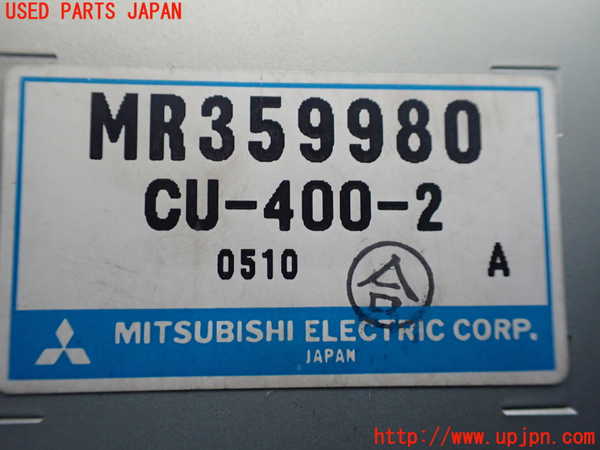 USED PARTS JAPAN
MR359980
CU-400-2
0510
合
A
MITSUBISHI ELECTRIC CORP.
JAPAN
http://www.upjpn.com/